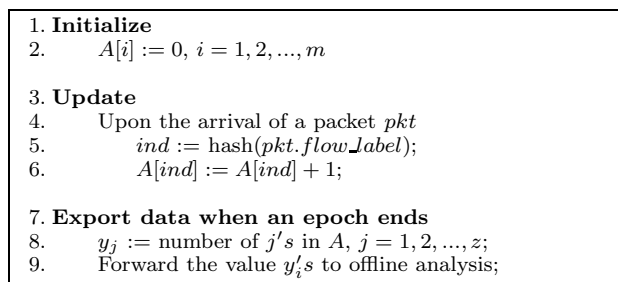 1. Initialize
2. A[i] := 0, i = 1, 2, ..., m
3. Update
4. Upon the arrival of a packet pkt
5. ind := hash(pkt.flow_label);
6. A[ind] := A[ind] + 1;
7. Export data when an epoch ends
8. y_j := number of j's in A, j = 1, 2, ..., z;
9. Forward the value y_i's to offline analysis;